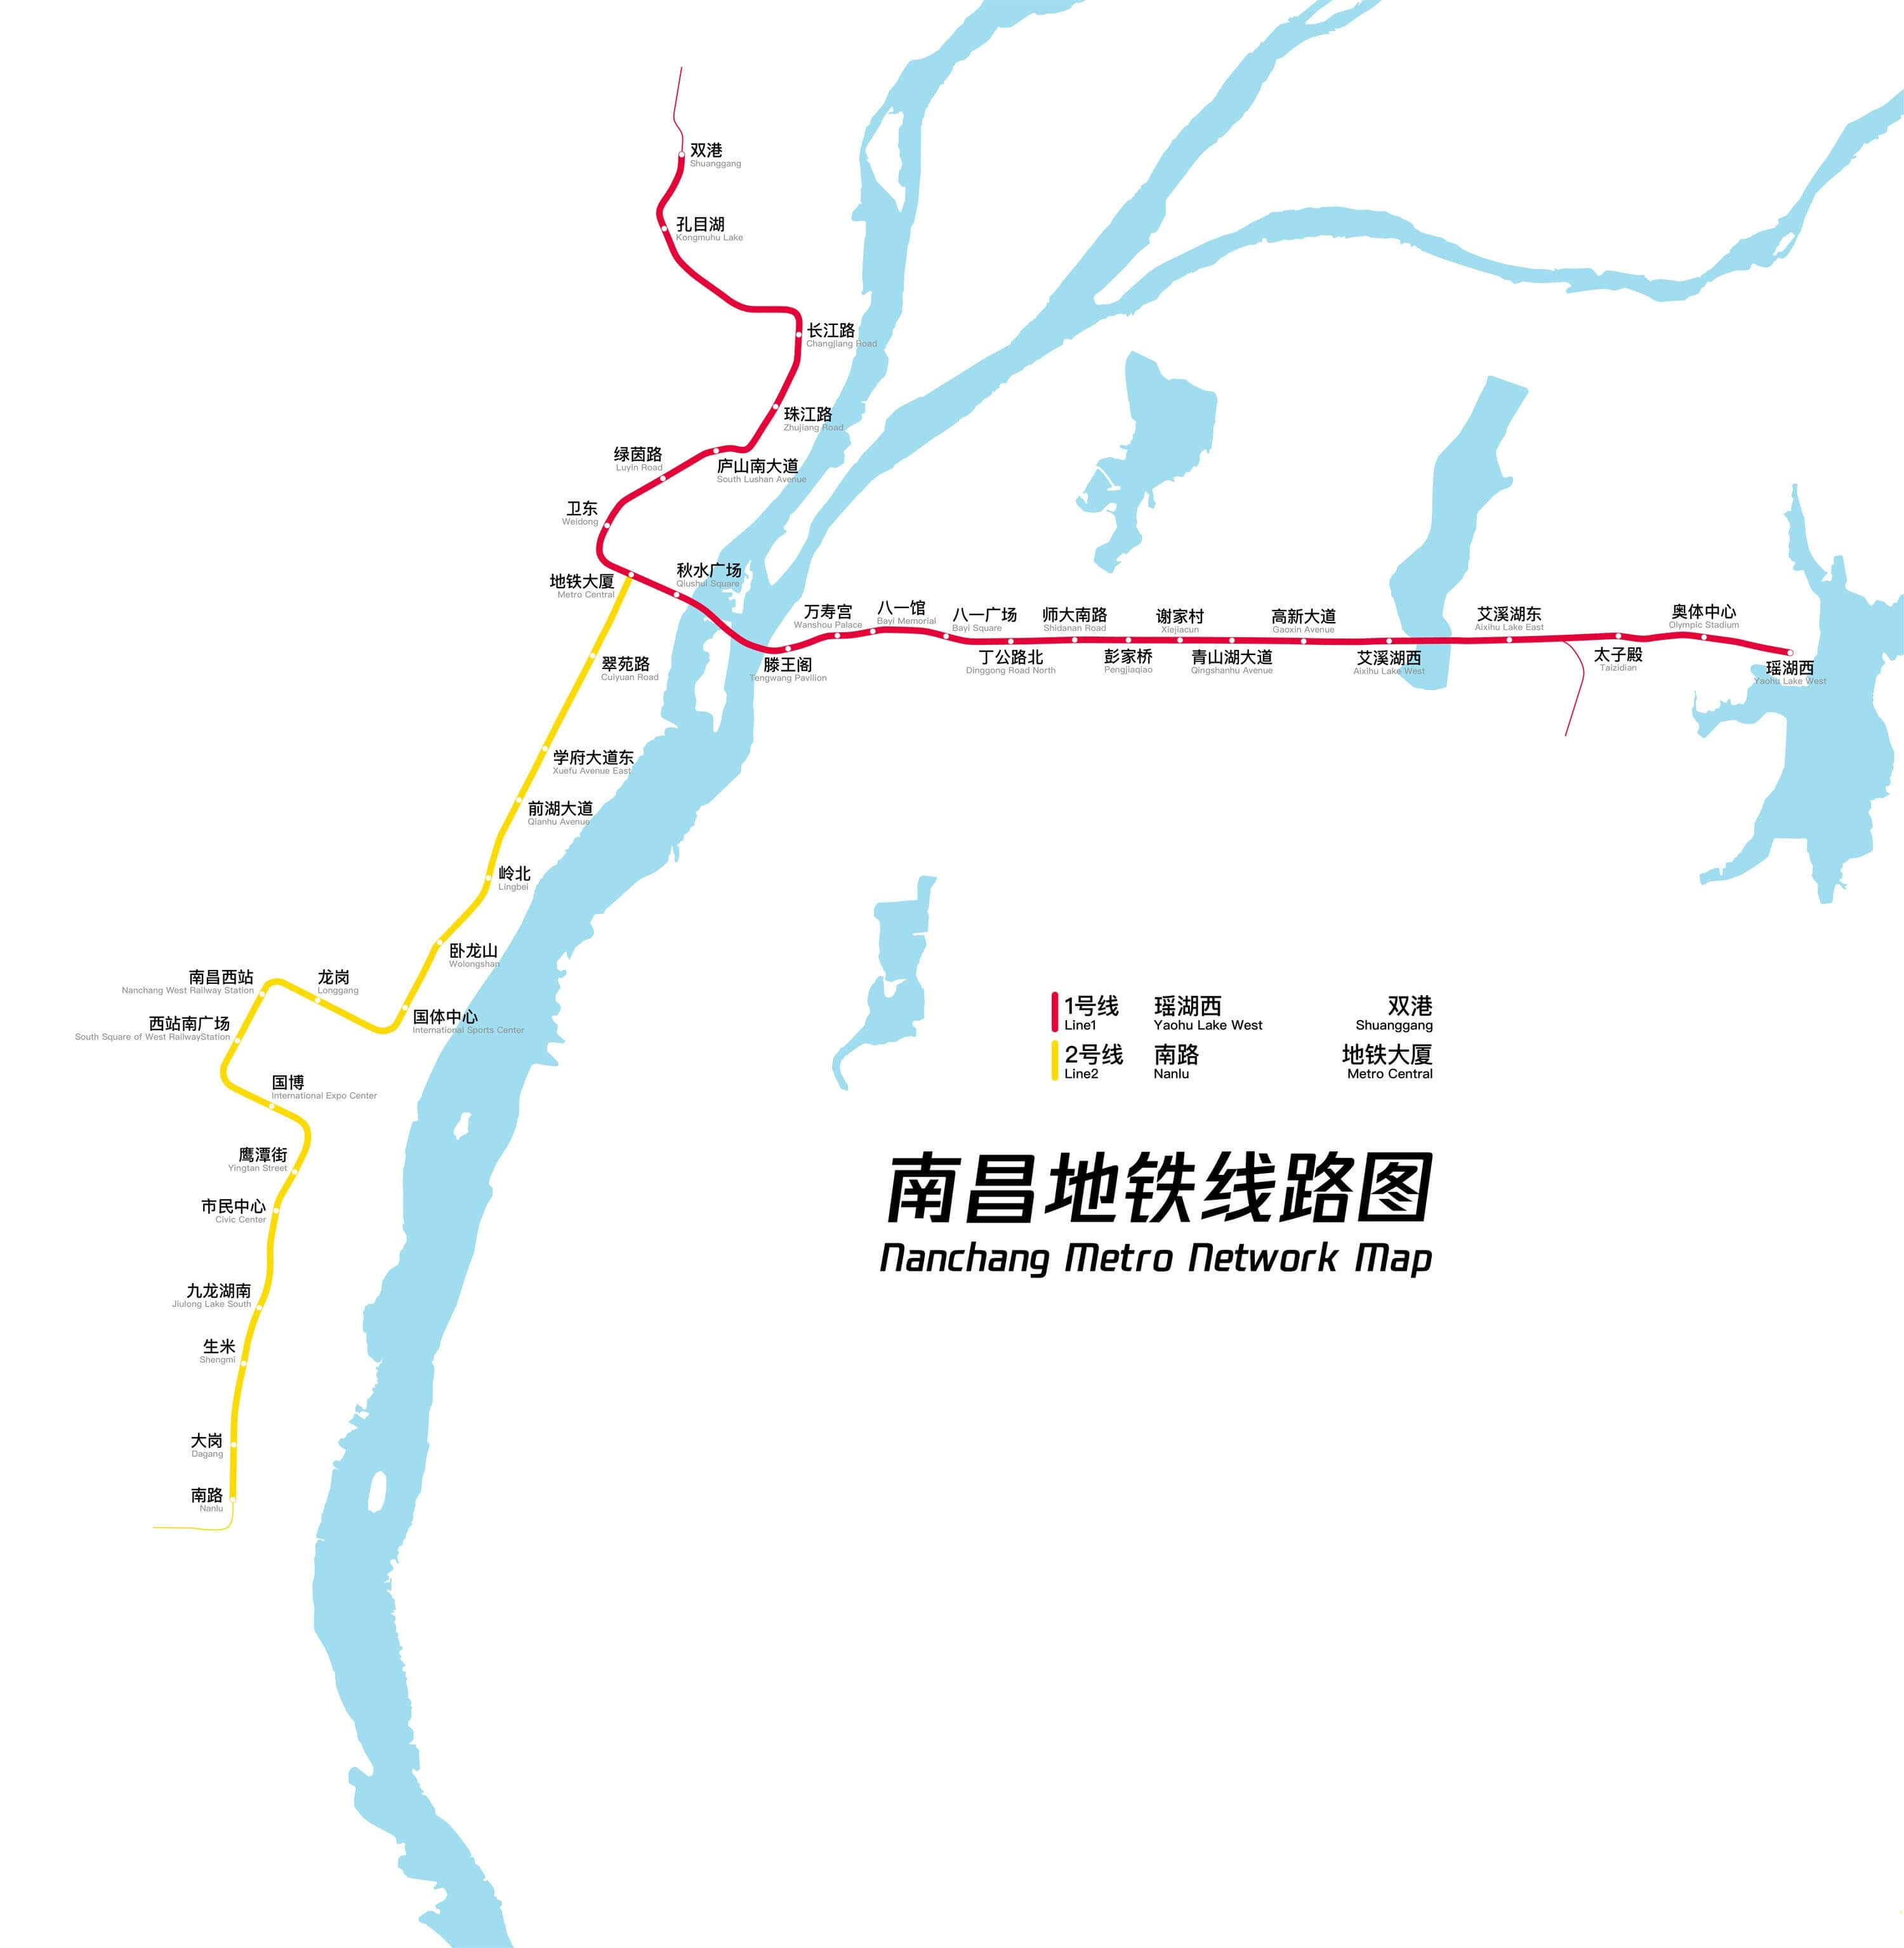 双港
Shuanggang
孔目湖
Kongmuhu Lake
长江路
Changjiang Road
珠江路
Zhujiang Road
庐山南大道
South Lushan Avenue
绿茵路
Luyin Road
卫东
Weidong
地铁大厦
Metro Central
秋水广场
Qiushui Square
滕王阁
Tengwang Pavilion
万寿宫
Wanshou Palace
八一馆
Bayi Memorial
八一广场
Bayi Square
丁公路北
Dinggong Road North
师大南路
Shidanan Road
彭家桥
Pengjiaqiao
谢家村
Xiejiacun
青山湖大道
Qingshanhu Avenue
高新大道
Gaoxin Avenue
艾溪湖西
Aixihu Lake West
艾溪湖东
Aixihu Lake East
太子殿
Taizidian
奥体中心
Olympic Stadium
瑶湖西
Yaohu Lake West
翠苑路
Cuiyuan Road
学府大道东
Xuefu Avenue East
前湖大道
Qianhu Avenue
岭北
Lingbei
卧龙山
Wolongshan
国体中心
International Sports Center
龙岗
Longgang
南昌西站
Nanchang West Railway Station
西站南广场
South Square of West RailwayStation
国博
International Expo Center
鹰潭街
Yingtan Street
市民中心
Civic Center
九龙湖南
Jiulong Lake South
生米
Shengmi
大岗
Dagang
南路
Nanlu
1号线 瑶湖西 双港
Line1 Yaohu Lake West Shuanggang
2号线 南路 地铁大厦
Line2 Nanlu Metro Central
南昌地铁线路图
Nanchang Metro Network Map